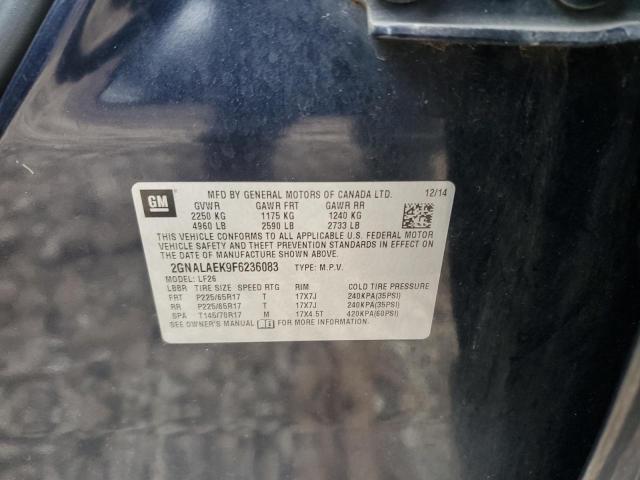 GM
MFD BY GENERAL MOTORS OF CANADA LTD. 12/14
GVWR GAWR FRT GAWR RR
2250 KG 1175 KG 1240 KG
4960 LB 2590 LB 2733 LB
THIS VEHICLE CONFORMS TO ALL APPLICABLE U.S. FEDERAL MOTOR
VEHICLE SAFETY AND THEFT PREVENTION STANDARDS IN EFFECT ON
THE DATE OF MANUFACTURE SHOWN ABOVE.
2GNALAEK9F6236083 TYPE: M.P.V.
MODEL: LF26
LBBR TIRE SIZE SPEED RTG RIM COLD TIRE PRESSURE
FRT P225/65R17 T 17X7J 240KPA(35PSI)
RR P225/65R17 T 17X7J 240KPA(35PSI)
SPA T145/70R17 M 17X4.5T 420KPA(60PSI)
SEE OWNER'S MANUAL FOR MORE INFORMATION.